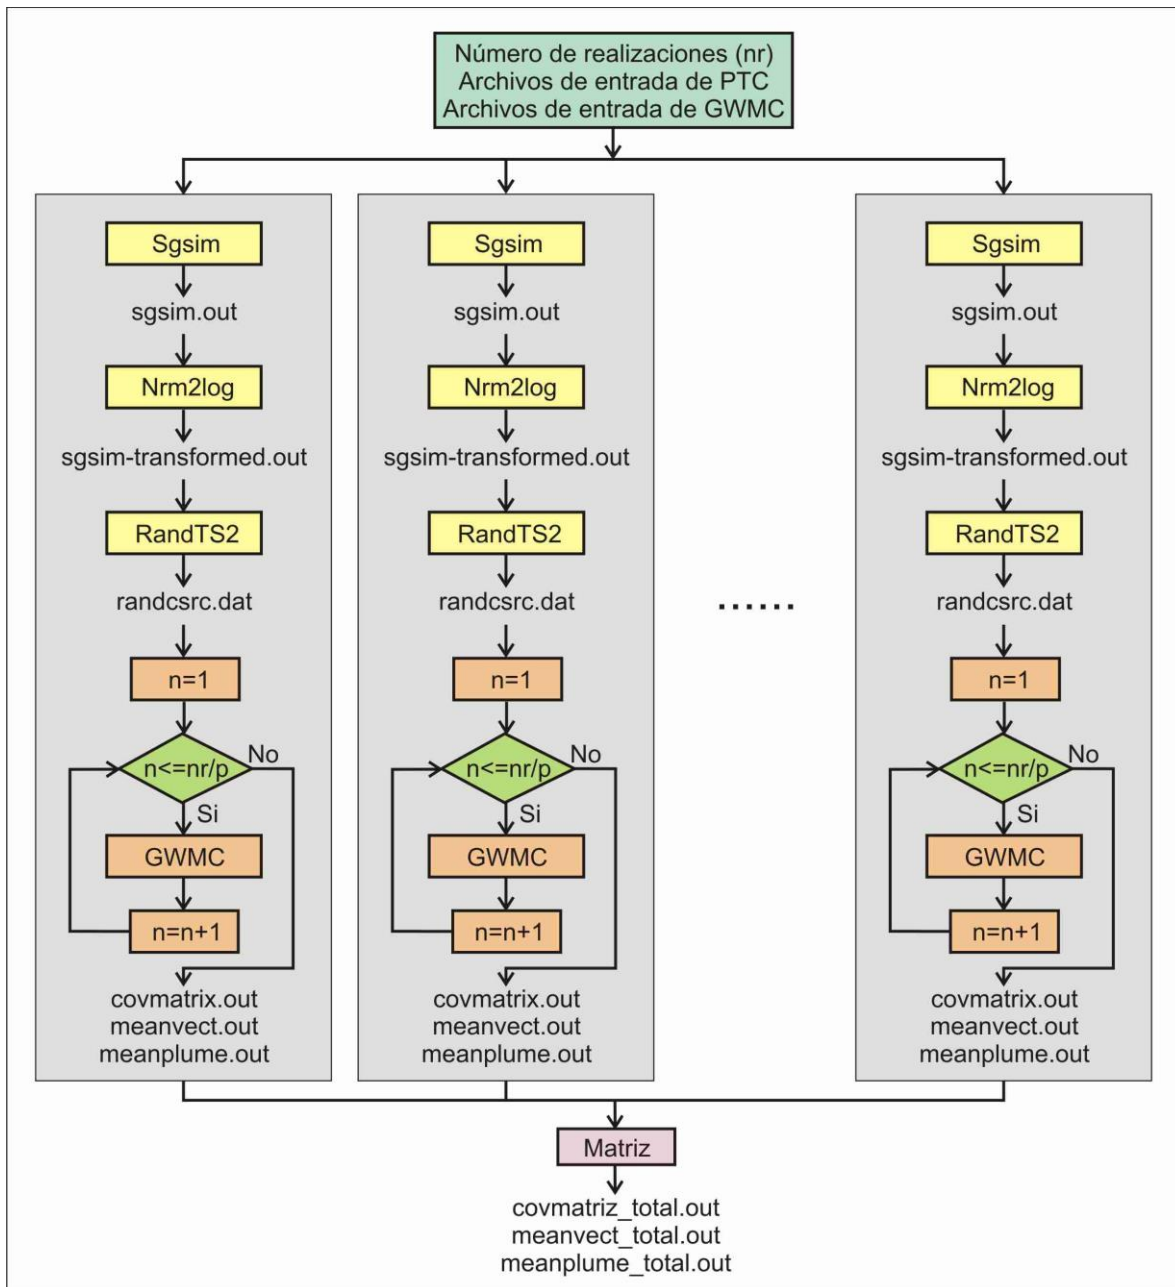 Número de realizaciones (nr)
Archivos de entrada de PTC
Archivos de entrada de GWMC
Sgsim
sgsim.out
Nrm2log
sgsim-transformed.out
RandTS2
randcsrc.dat
n=1
n<=nr/p
No
Si
GWMC
n=n+1
covmatrix.out
meanvect.out
meanplume.out
Sgsim
sgsim.out
Nrm2log
sgsim-transformed.out
RandTS2
randcsrc.dat
n=1
n<=nr/p
No
Si
GWMC
n=n+1
covmatrix.out
meanvect.out
meanplume.out
......
Sgsim
sgsim.out
Nrm2log
sgsim-transformed.out
RandTS2
randcsrc.dat
n=1
n<=nr/p
No
Si
GWMC
n=n+1
covmatrix.out
meanvect.out
meanplume.out
Matriz
covmatriz_total.out
meanvect_total.out
meanplume_total.out